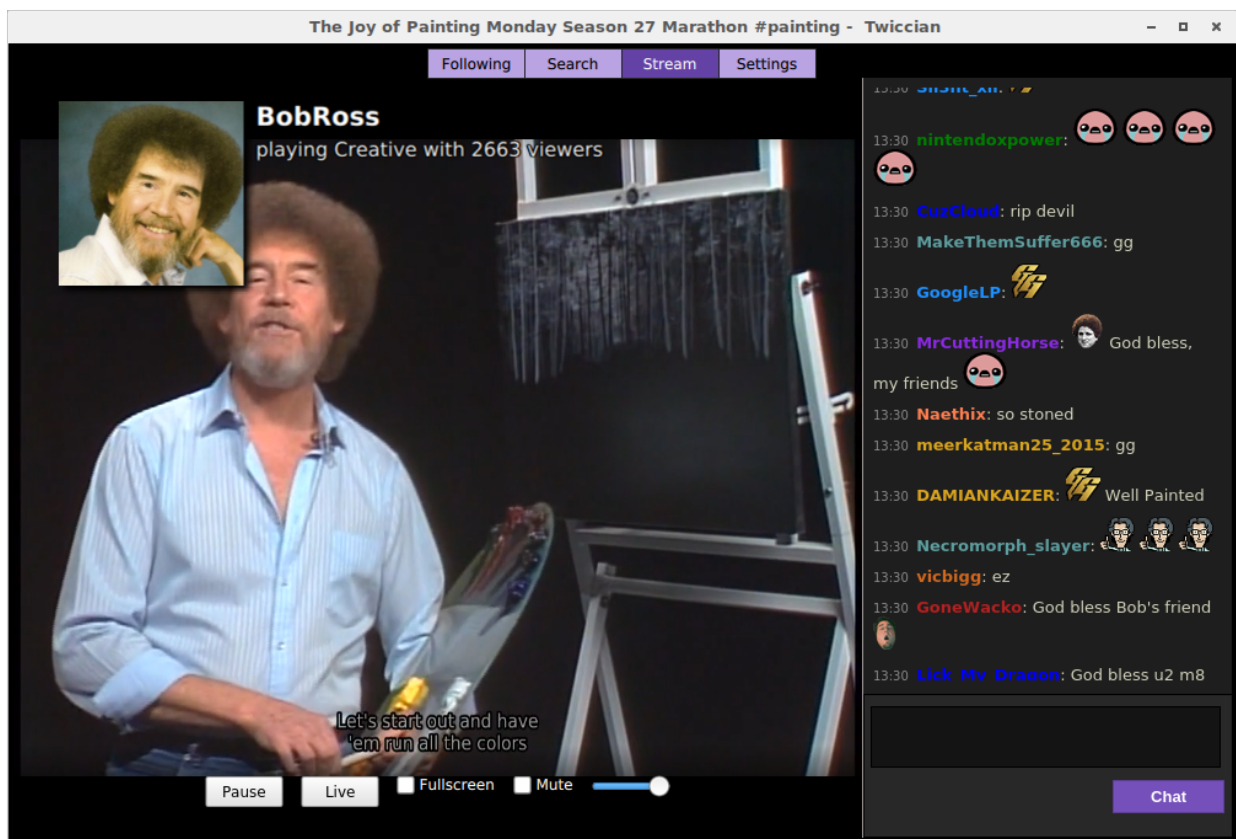 The Joy of Painting Monday Season 27 Marathon #painting - Twiccian
Following Search Stream Settings
BobRoss
playing Creative with 2663 viewers
Let's start out and have
'em run all the colors
Pause Live Fullscreen Mute
13:30 nintendoxpower:
13:30 CuzCloud: rip devil
13:30 MakeThemSuffer666: gg
13:30 GoogleLP: GG
13:30 MrCuttingHorse: God bless,
my friends
13:30 Naethix: so stoned
13:30 meerkatman25_2015: gg
13:30 DAMIANKAIZER: GG Well Painted
13:30 Necromorph_slayer:
13:30 vicbigg: ez
13:30 GoneWacko: God bless Bob's friend
13:30 Lick_My_Dragon: God bless u2 m8
Chat